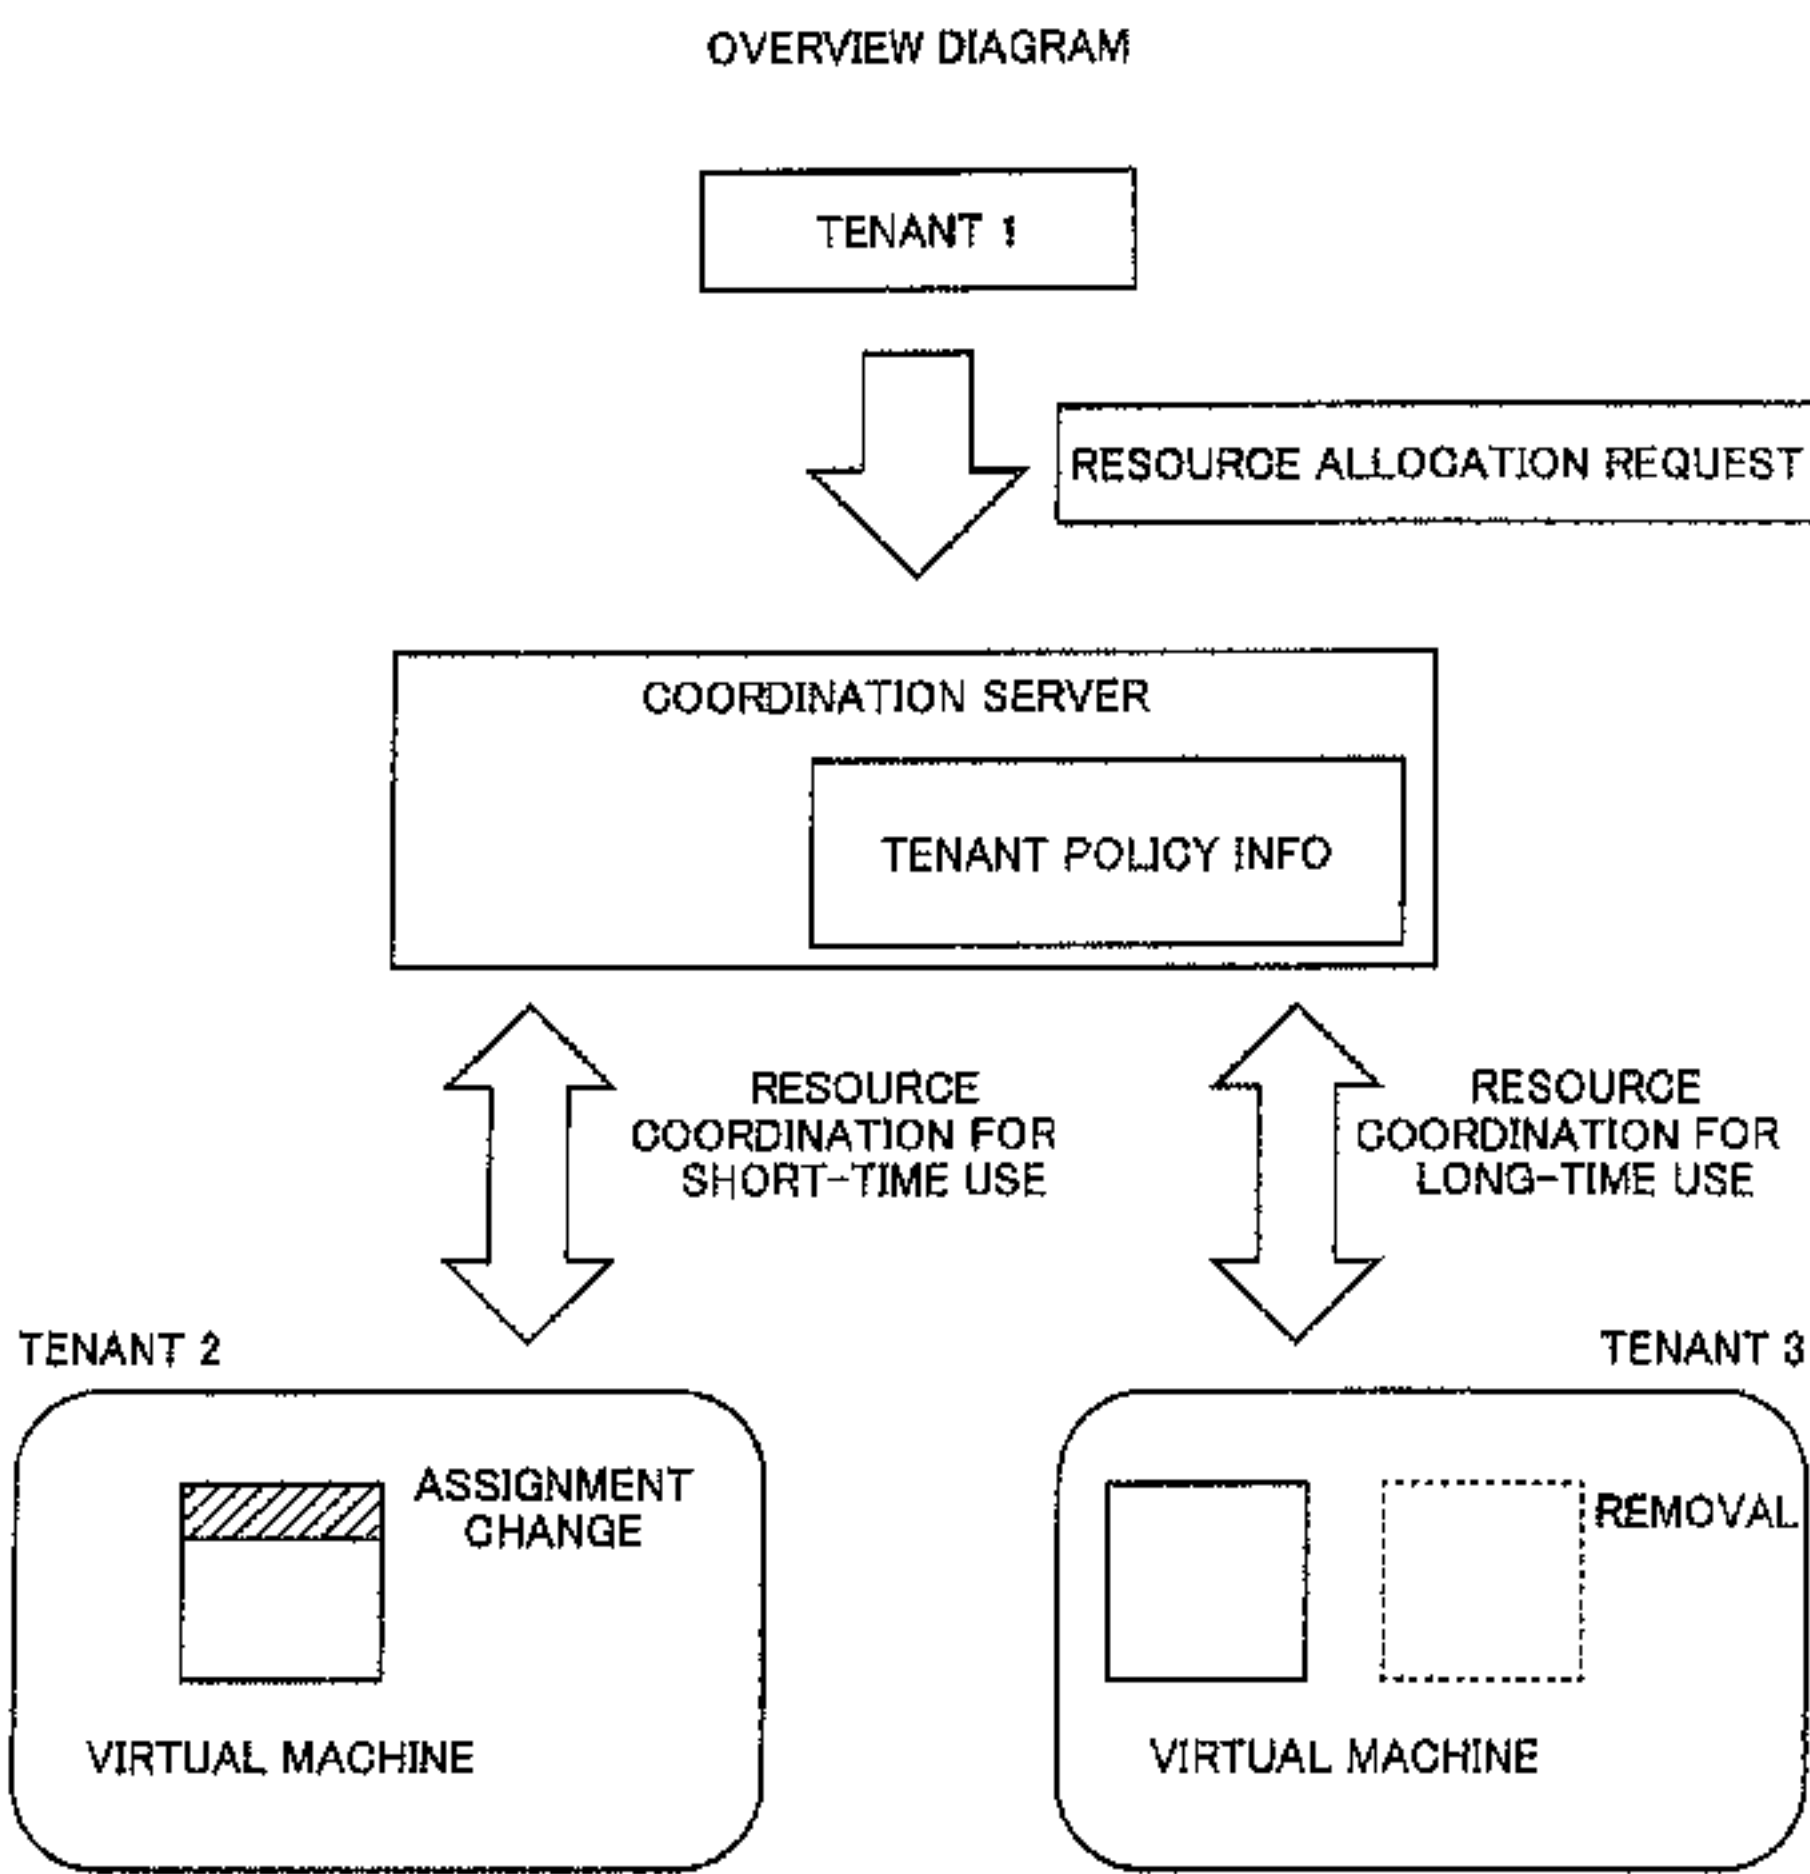 OVERVIEW DIAGRAM
TENANT 1
RESOURCE ALLOCATION REQUEST
COORDINATION SERVER
TENANT POLICY INFO
RESOURCE
COORDINATION FOR
SHORT-TIME USE
RESOURCE
COORDINATION FOR
LONG-TIME USE
TENANT 2
ASSIGNMENT
CHANGE
VIRTUAL MACHINE
TENANT 3
REMOVAL
VIRTUAL MACHINE